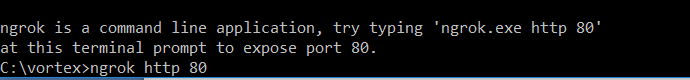 ngrok is a command line application, try typing 'ngrok.exe http 80'
at this terminal prompt to expose port 80.
C:\vortex>ngrok http 80